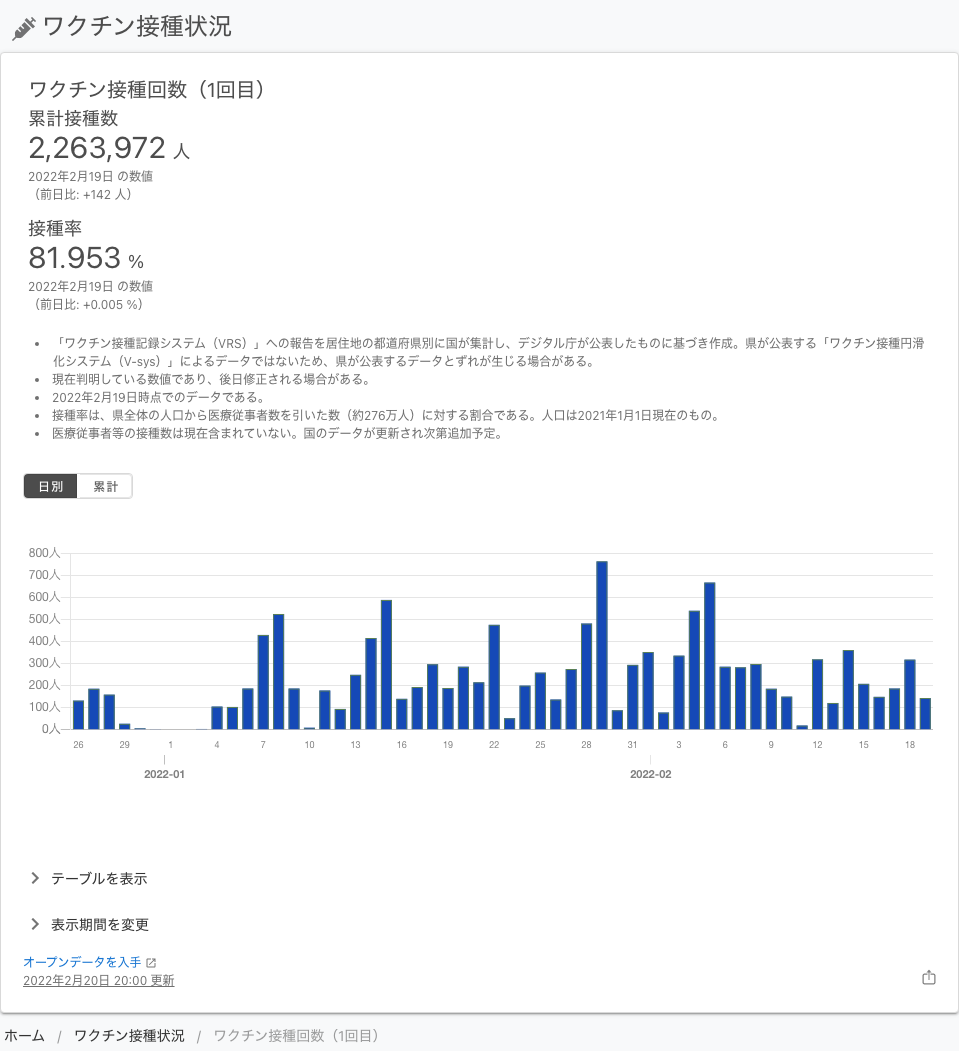 ワクチン接種状況
ワクチン接種回数（1回目）
累計接種数
2,263,972 人
2022年2月19日 の数値
（前日比: +142 人）
接種率
81.953 %
2022年2月19日 の数値
（前日比: +0.005 %）
• 「ワクチン接種記録システム（VRS）」への報告を居住地の都道府県別に国が集計し、デジタル庁が公表したものに基づき作成。県が公表する「ワクチン接種円滑
化システム（V-sys）」によるデータではないため、県が公表するデータとずれが生じる場合がある。
• 現在判明している数値であり、後日修正される場合がある。
• 2022年2月19日時点でのデータである。
• 接種率は、県全体の人口から医療従事者数を引いた数（約276万人）に対する割合である。人口は2021年1月1日現在のもの。
• 医療従事者等の接種数は現在含まれていない。国のデータが更新され次第追加予定。
日別 累計
800人
700人
600人
500人
400人
300人
200人
100人
0人
26 29 1 4 7 10 13 16 19 22 25 28 31 3 6 9 12 15 18
2022-01 2022-02
テーブルを表示
表示期間を変更
オープンデータを入手
2022年2月20日 20:00 更新
ホーム / ワクチン接種状況 / ワクチン接種回数（1回目）